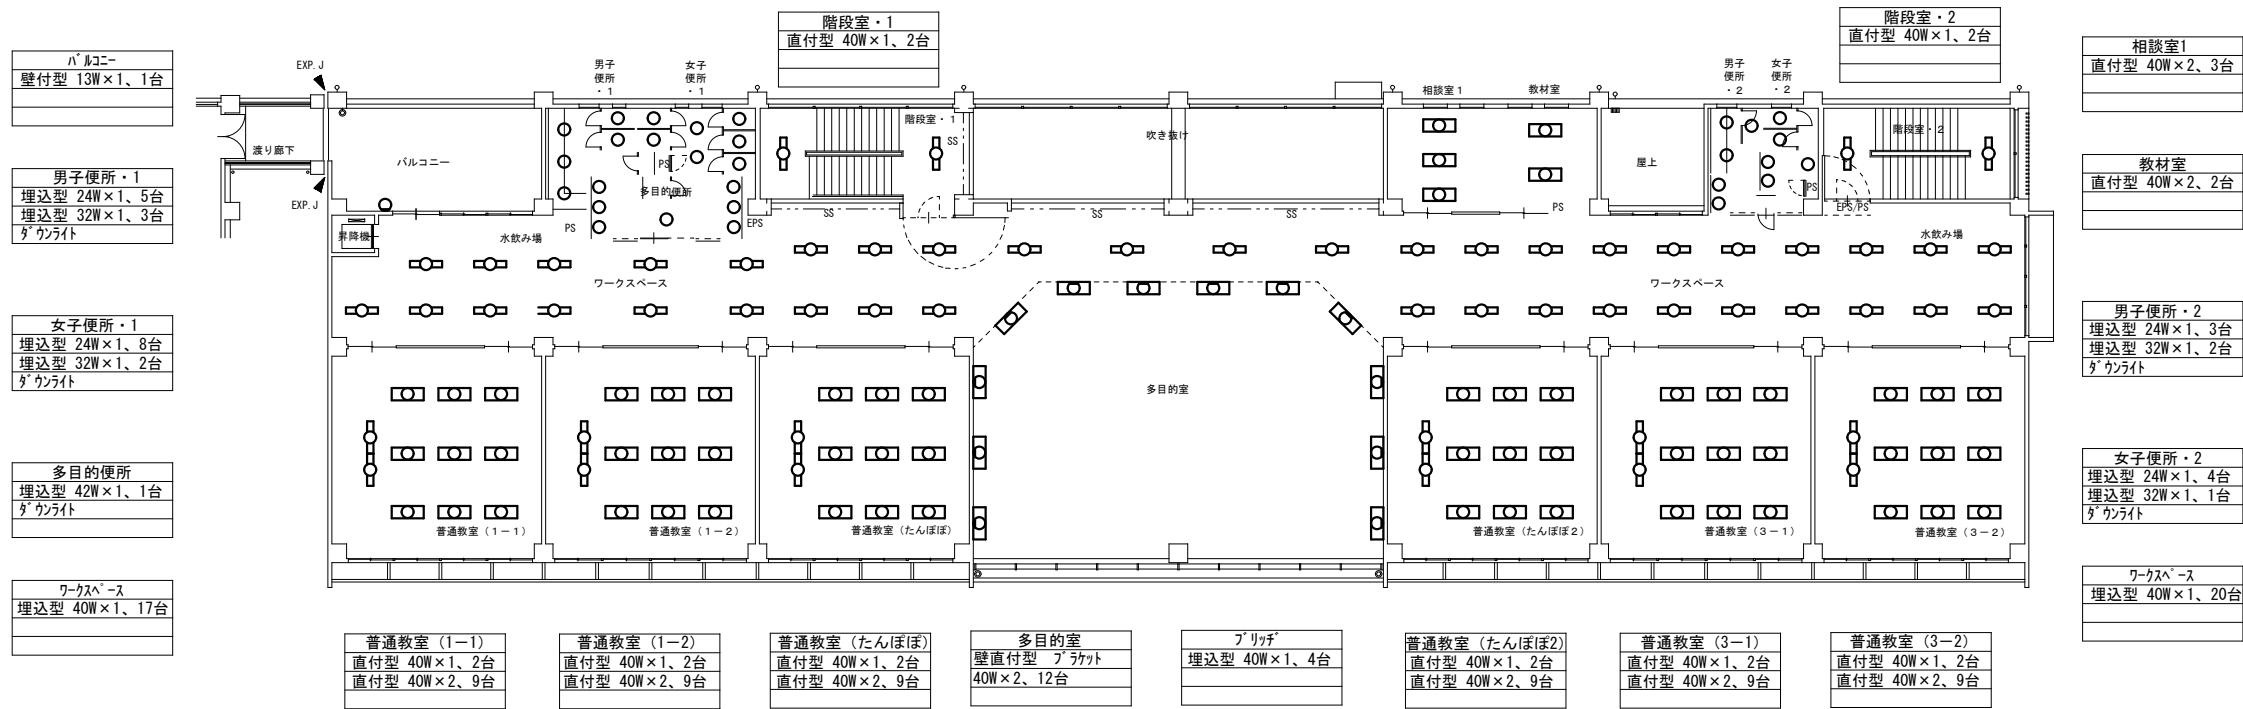 階段室・1
直付型 40W×1、2台
階段室・2
直付型 40W×1、2台
バルコニー
壁付型 13W×1、1台
相談室1
直付型 40W×2、3台
男子便所・1
埋込型 24W×1、5台
埋込型 32W×1、3台
ダウンライト
教材室
直付型 40W×2、2台
女子便所・1
埋込型 24W×1、8台
埋込型 32W×1、2台
ダウンライト
男子便所・2
埋込型 24W×1、3台
埋込型 32W×1、2台
ダウンライト
多目的便所
埋込型 42W×1、1台
ダウンライト
女子便所・2
埋込型 24W×1、4台
埋込型 32W×1、1台
ダウンライト
ワークスペース
埋込型 40W×1、17台
ワークスペース
埋込型 40W×1、20台
EXP.J
男子
便所
・1
女子
便所
・1
相談室1
教材室
男子
便所
・2
女子
便所
・2
渡り廊下
バルコニー
階段室・1
SS
吹き抜け
屋上
階段室・2
PS
多目的便所
EXP.J
昇降機
水飲み場
PS
EPS
SS
SS
SS
PS
PS
EPS/PS
水飲み場
ワークスペース
ワークスペース
多目的室
普通教室(1-1)
普通教室(1-2)
普通教室(たんぽぽ)
普通教室(たんぽぽ2)
普通教室(3-1)
普通教室(3-2)
普通教室(1-1)
直付型 40W×1、2台
直付型 40W×2、9台
普通教室(1-2)
直付型 40W×1、2台
直付型 40W×2、9台
普通教室(たんぽぽ)
直付型 40W×1、2台
直付型 40W×2、9台
多目的室
壁直付型 ブラケット
40W×2、12台
ブリッヂ
埋込型 40W×1、4台
普通教室(たんぽぽ2)
直付型 40W×1、2台
直付型 40W×2、9台
普通教室(3-1)
直付型 40W×1、2台
直付型 40W×2、9台
普通教室(3-2)
直付型 40W×1、2台
直付型 40W×2、9台